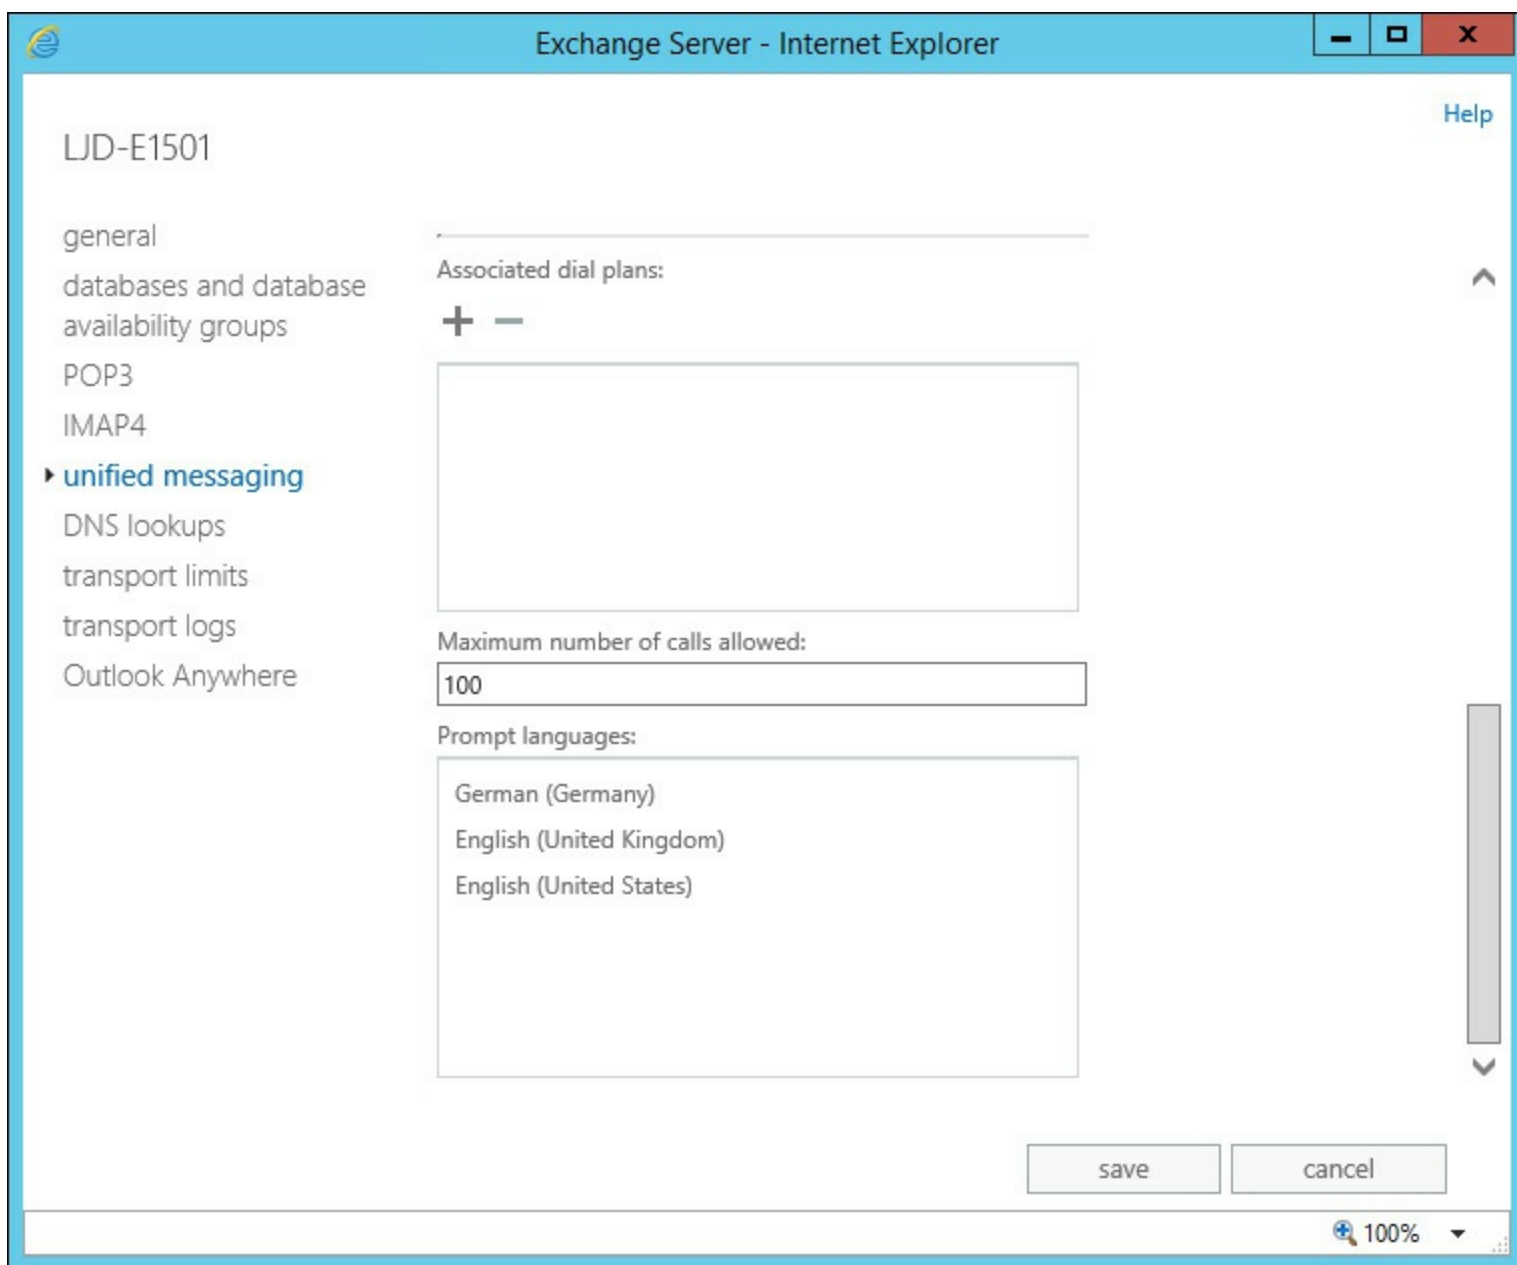 Exchange Server - Internet Explorer
Help
LJD-E1501
general
databases and database
availability groups
POP3
IMAP4
unified messaging
DNS lookups
transport limits
transport logs
Outlook Anywhere
Associated dial plans:
Maximum number of calls allowed:
100
Prompt languages:
German (Germany)
English (United Kingdom)
English (United States)
save
cancel
100%